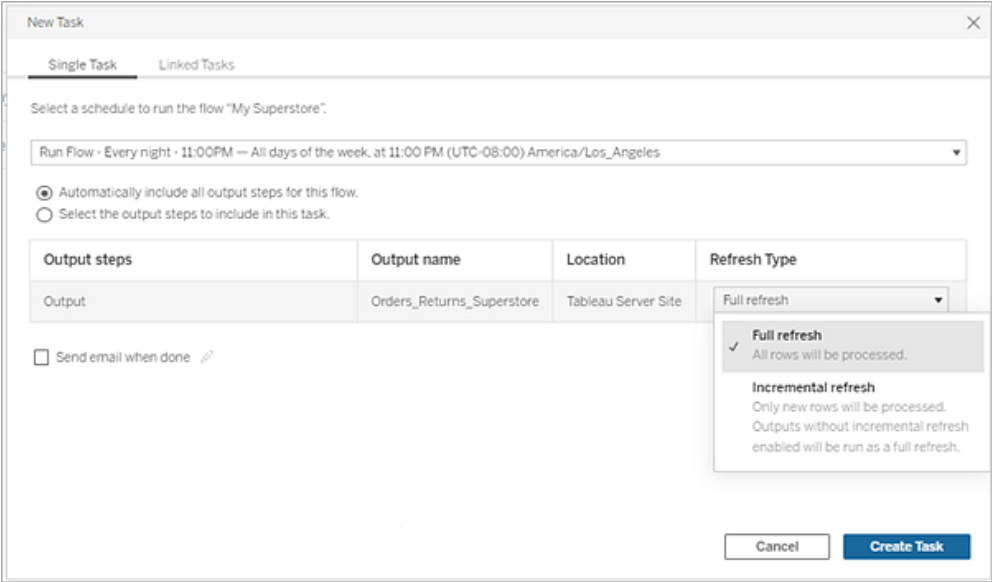 New Task
Single Task Linked Tasks
Select a schedule to run the flow "My Superstore".
Run Flow - Every night - 11:00PM — All days of the week, at 11:00 PM (UTC-08:00) America/Los_Angeles
Automatically include all output steps for this flow.
Select the output steps to include in this task.
Output steps Output name Location Refresh Type
Output Orders_Returns_Superstore Tableau Server Site Full refresh
Send email when done
Full refresh
All rows will be processed.
Incremental refresh
Only new rows will be processed.
Outputs without incremental refresh
enabled will be run as a full refresh.
Cancel Create Task